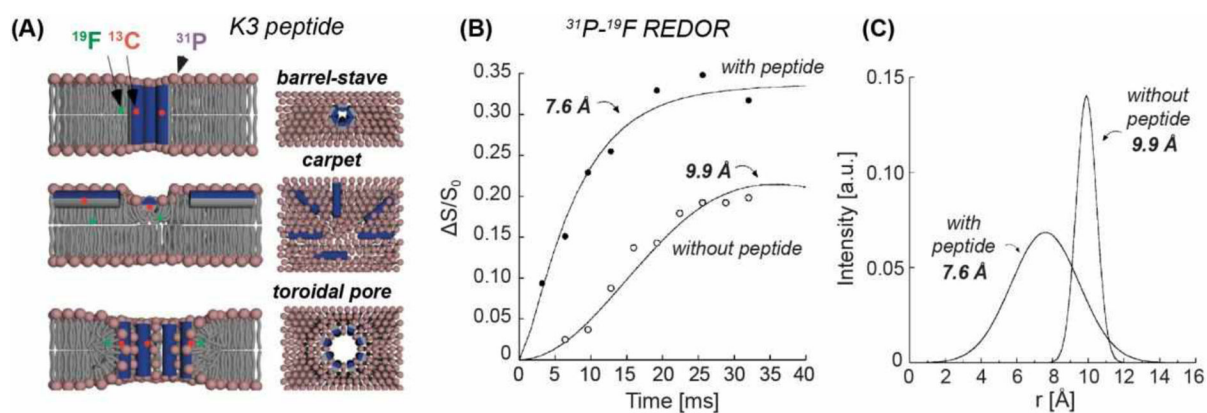 (A)
K3 peptide
19F 13C 31P
barrel-stave
carpet
toroidal pore
(B)
31P-19F REDOR
ΔS/S0
0.35
0.30
0.25
0.20
0.15
0.10
0.05
0.00
with peptide
7.6 Å
9.9 Å
without peptide
0 5 10 15 20 25 30 35 40
Time [ms]
(C)
Intensity [a.u.]
0.15
0.10
0.05
0.00
without
peptide
9.9 Å
with
peptide
7.6 Å
0 2 4 6 8 10 12 14 16
r [Å]